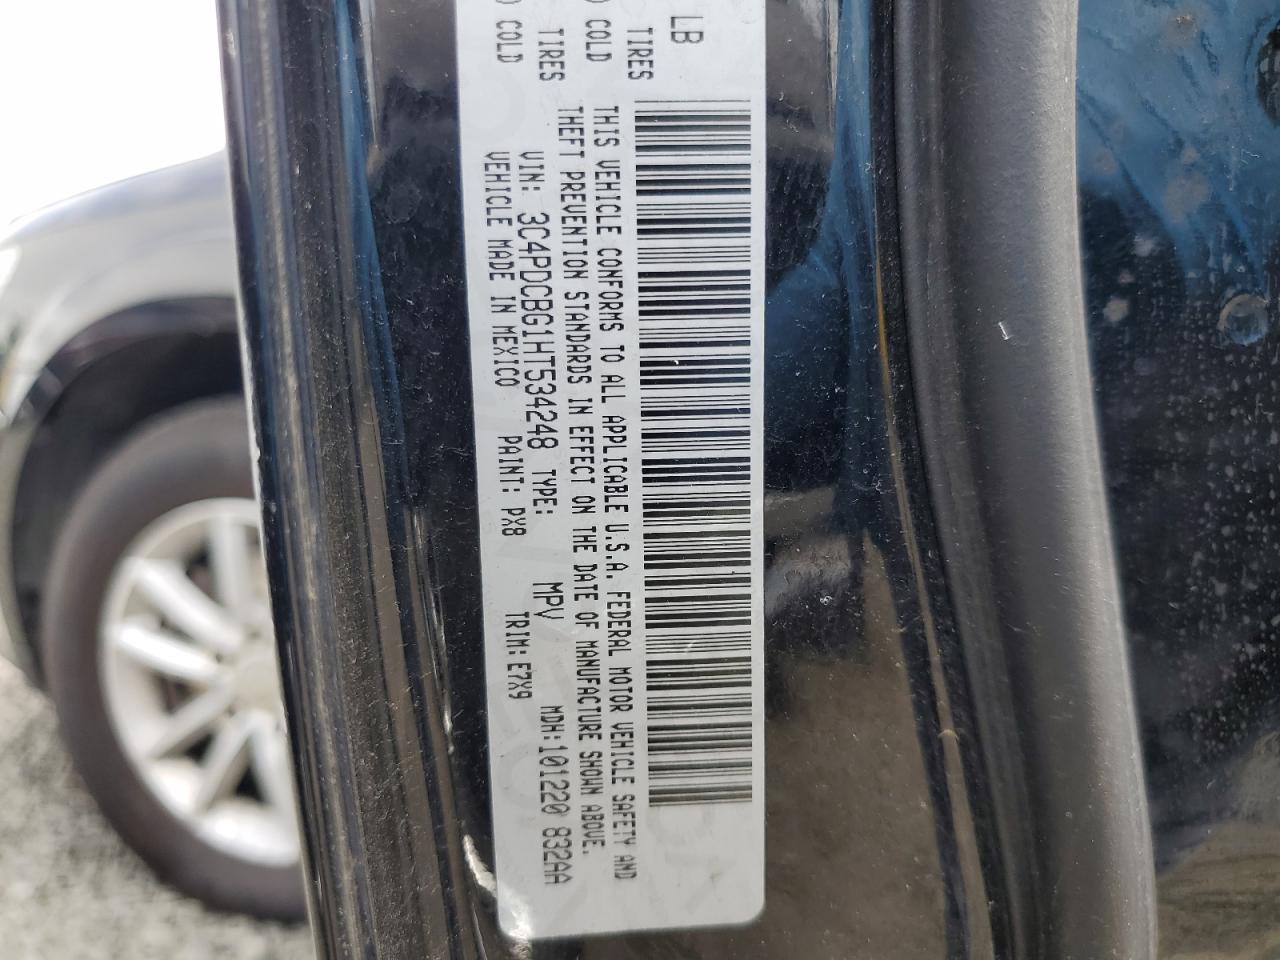 LB
TIRES
) COLD
TIRES
) COLD
THIS VEHICLE CONFORMS TO ALL APPLICABLE U.S.A. FEDERAL MOTOR VEHICLE SAFETY AND
THEFT PREVENTION STANDARDS IN EFFECT ON THE DATE OF MANUFACTURE SHOWN ABOVE.
VIN: 3C4PDCBG1HT534248 TYPE: MPV MDH:101220 832AA
VEHICLE MADE IN MEXICO PAINT: PX8 TRIM: E7X9